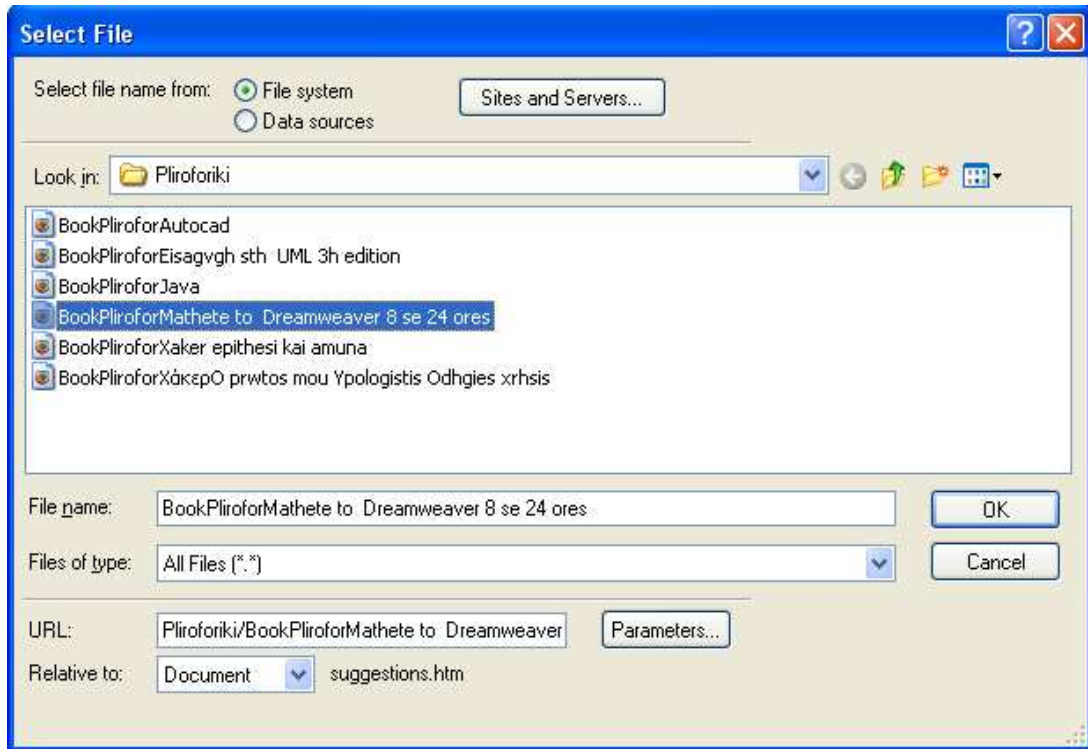 Select File
Select file name from: File system Sites and Servers...
Data sources
Look in: Pliroforiki
BookPliroforAutocad
BookPliroforEisagvgh sth  UML 3h edition
BookPliroforJava
BookPliroforMathete to  Dreamweaver 8 se 24 ores
BookPliroforXaker epithesi kai amuna
BookPliroforΧάκερΟ prwtos mou Ypologistis Odhgies xrhsis
File name: BookPliroforMathete to  Dreamweaver 8 se 24 ores OK
Files of type: All Files (*.*) Cancel
URL: Pliroforiki/BookPliroforMathete to  Dreamweaver Parameters...
Relative to: Document suggestions.htm